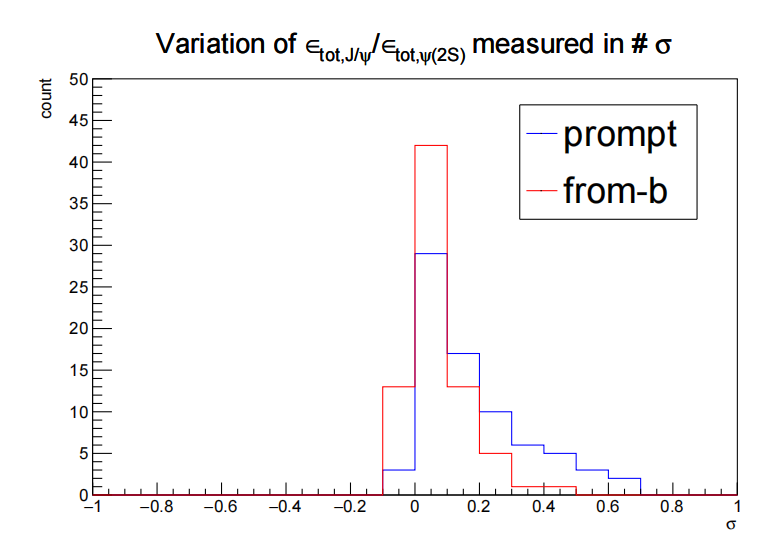 Variation of ∈tot,J/ψ/∈tot,ψ(2S) measured in # σ
count
50
45
40
35
30
25
20
15
10
5
0
prompt
from-b
−1 −0.8 −0.6 −0.4 −0.2 0 0.2 0.4 0.6 0.8 1
σ